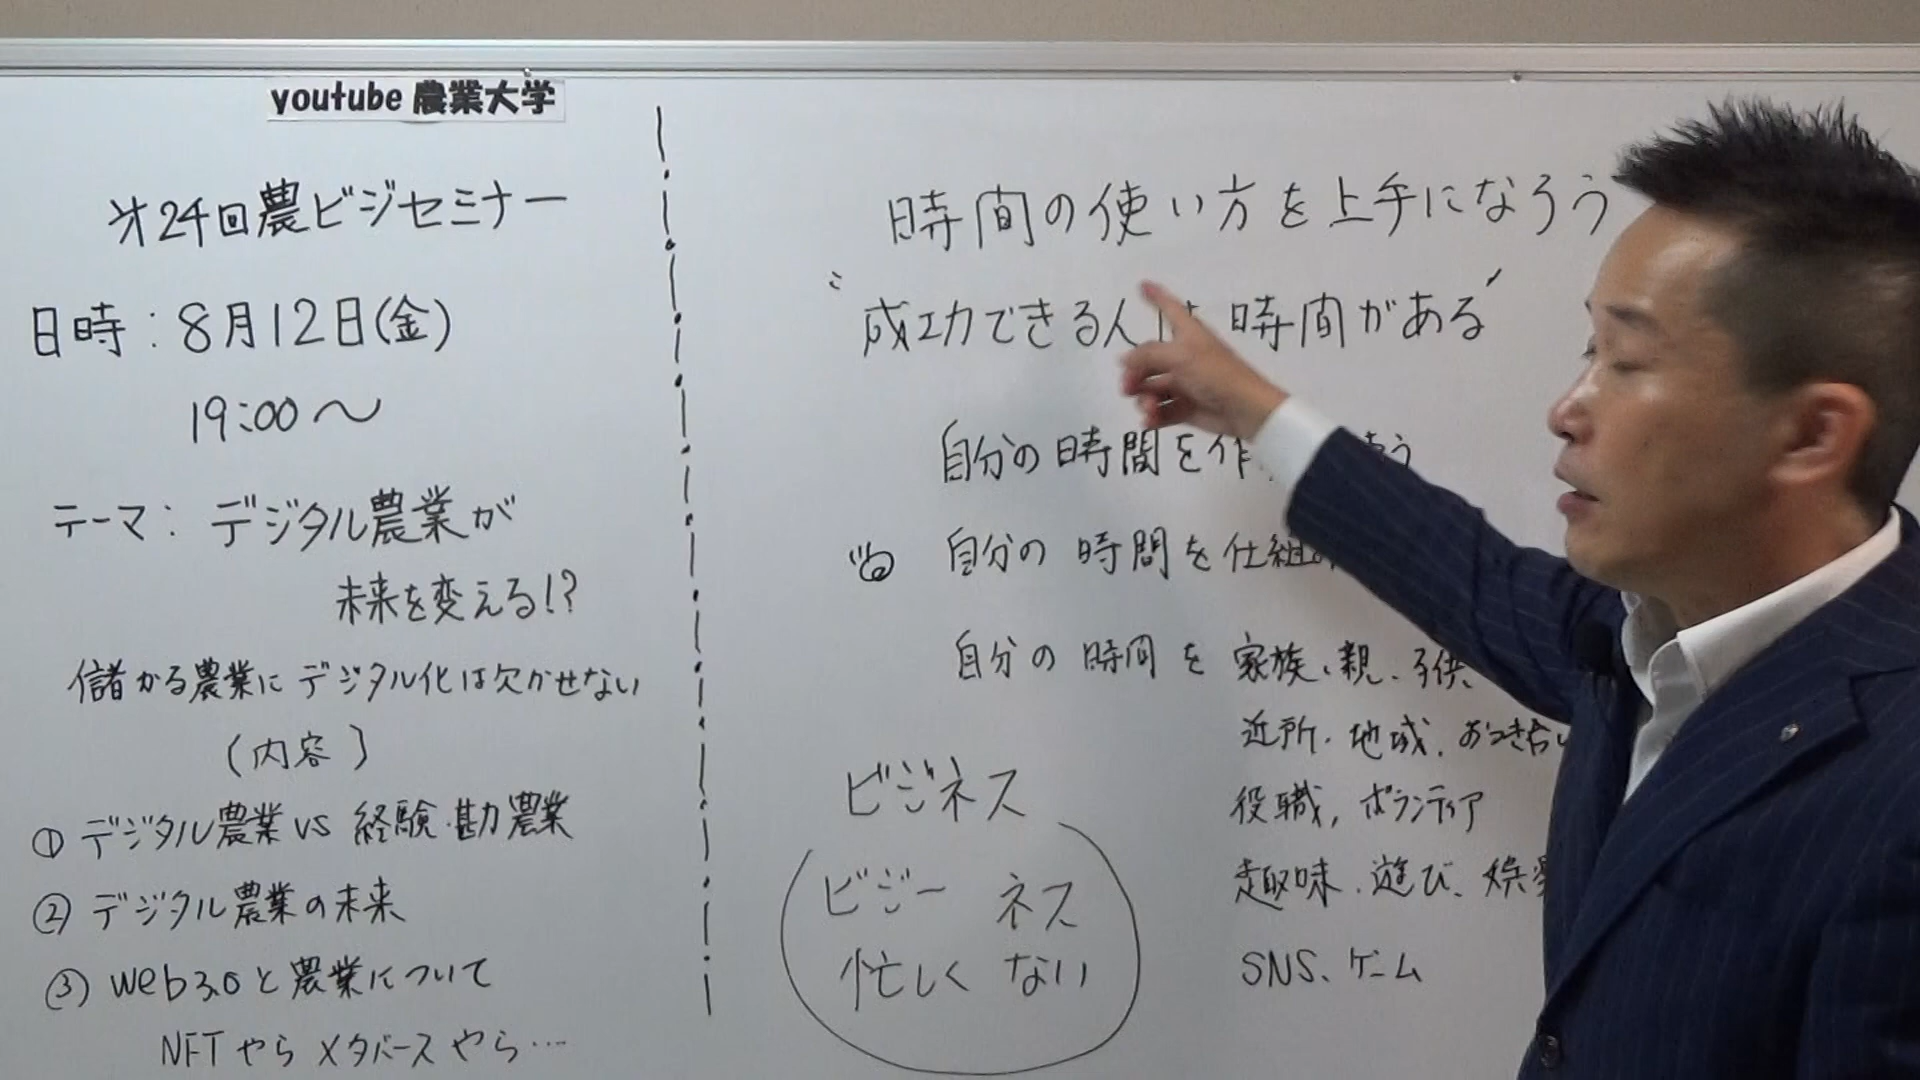 youtube 農業大学
才24回農ビジセミナー
日時：8月12日(金)
19:00〜
テーマ：デジタル農業が
未来を変える!?
儲かる農業にデジタル化は欠かせない
(内容)
① デジタル農業 vs 経験・勘農業
② デジタル農業の未来
③ web3.0と農業について
NFTやらメタバースやら…
時間の使い方を上手になろう
"成功できる人は時間がある"
自分の時間を作
自分の時間を仕組
自分の時間を 家族、親、子供、
近所、地域、おつき合い
役職、ボランティア
趣味、遊び、娯楽
SNS、ゲーム
ビジネス
ビジー ネス
忙しく ない